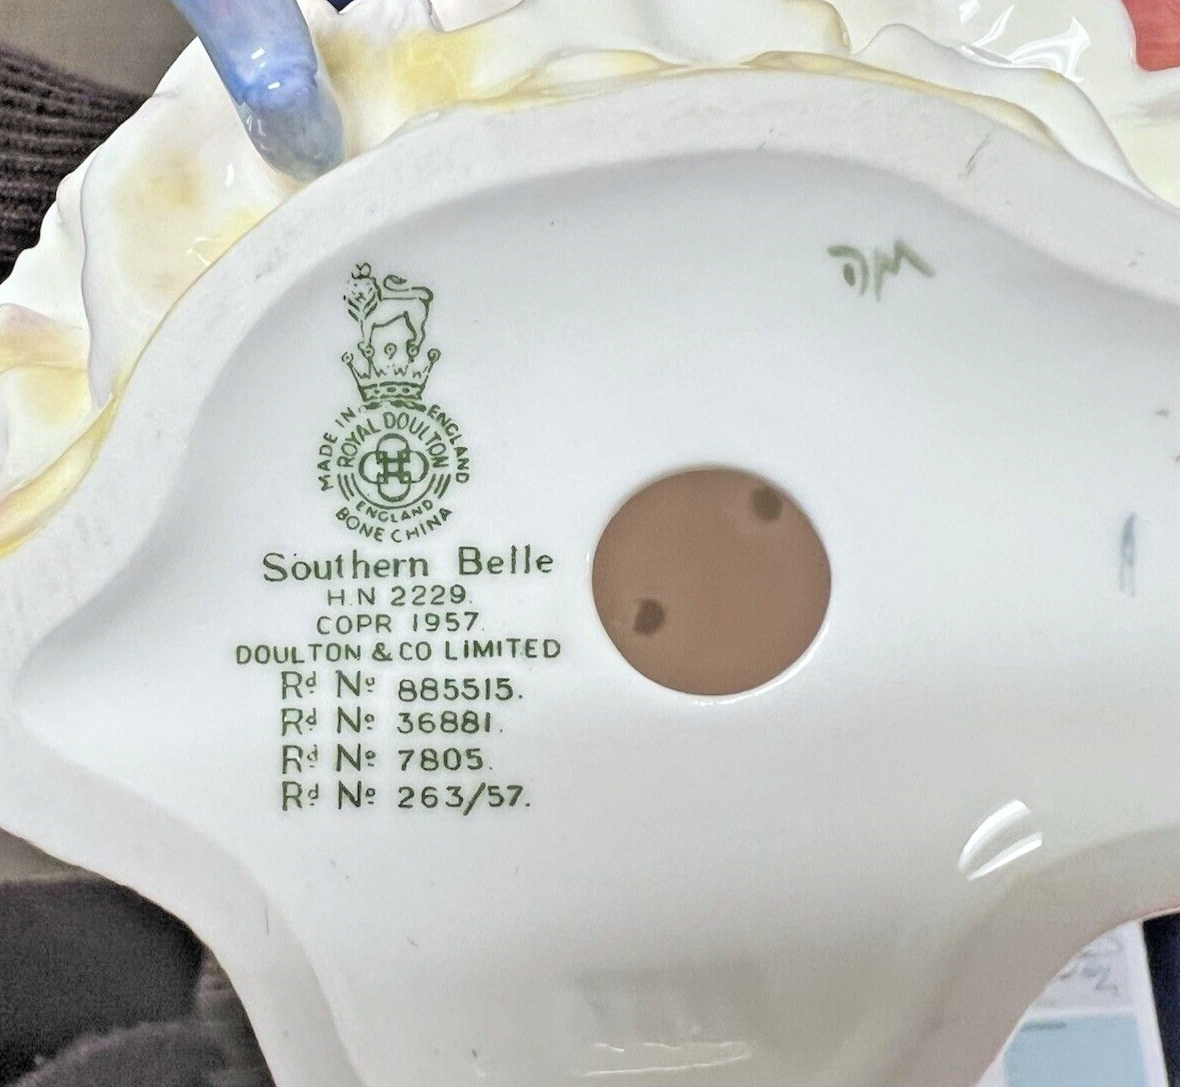 MADE IN ENGLAND
ROYAL DOULTON
ENGLAND
BONE CHINA
Southern Belle
H.N 2229.
COPR 1957.
DOULTON & CO LIMITED
Rd No 885515.
Rd No 36881.
Rd No 7805.
Rd No 263/57.